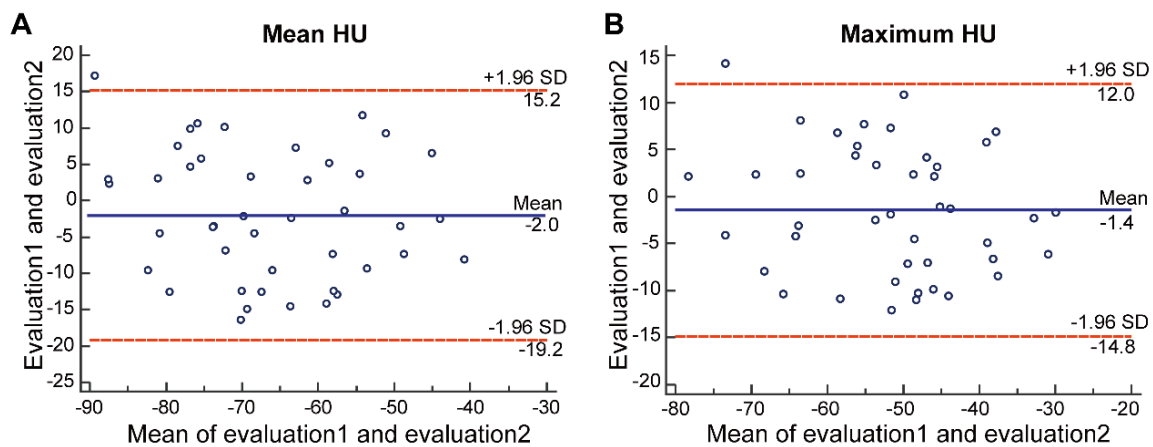 A
Mean HU
Evaluation1 and evaluation2
20
15
10
5
0
-5
-10
-15
-20
-25
+1.96 SD
15.2
Mean
-2.0
-1.96 SD
-19.2
-90
-80
-70
-60
-50
-40
-30
Mean of evaluation1 and evaluation2
B
Maximum HU
Evaluation1 and evaluation2
15
10
5
0
-5
-10
-15
-20
+1.96 SD
12.0
Mean
-1.4
-1.96 SD
-14.8
-80
-70
-60
-50
-40
-30
-20
Mean of evaluation1 and evaluation2